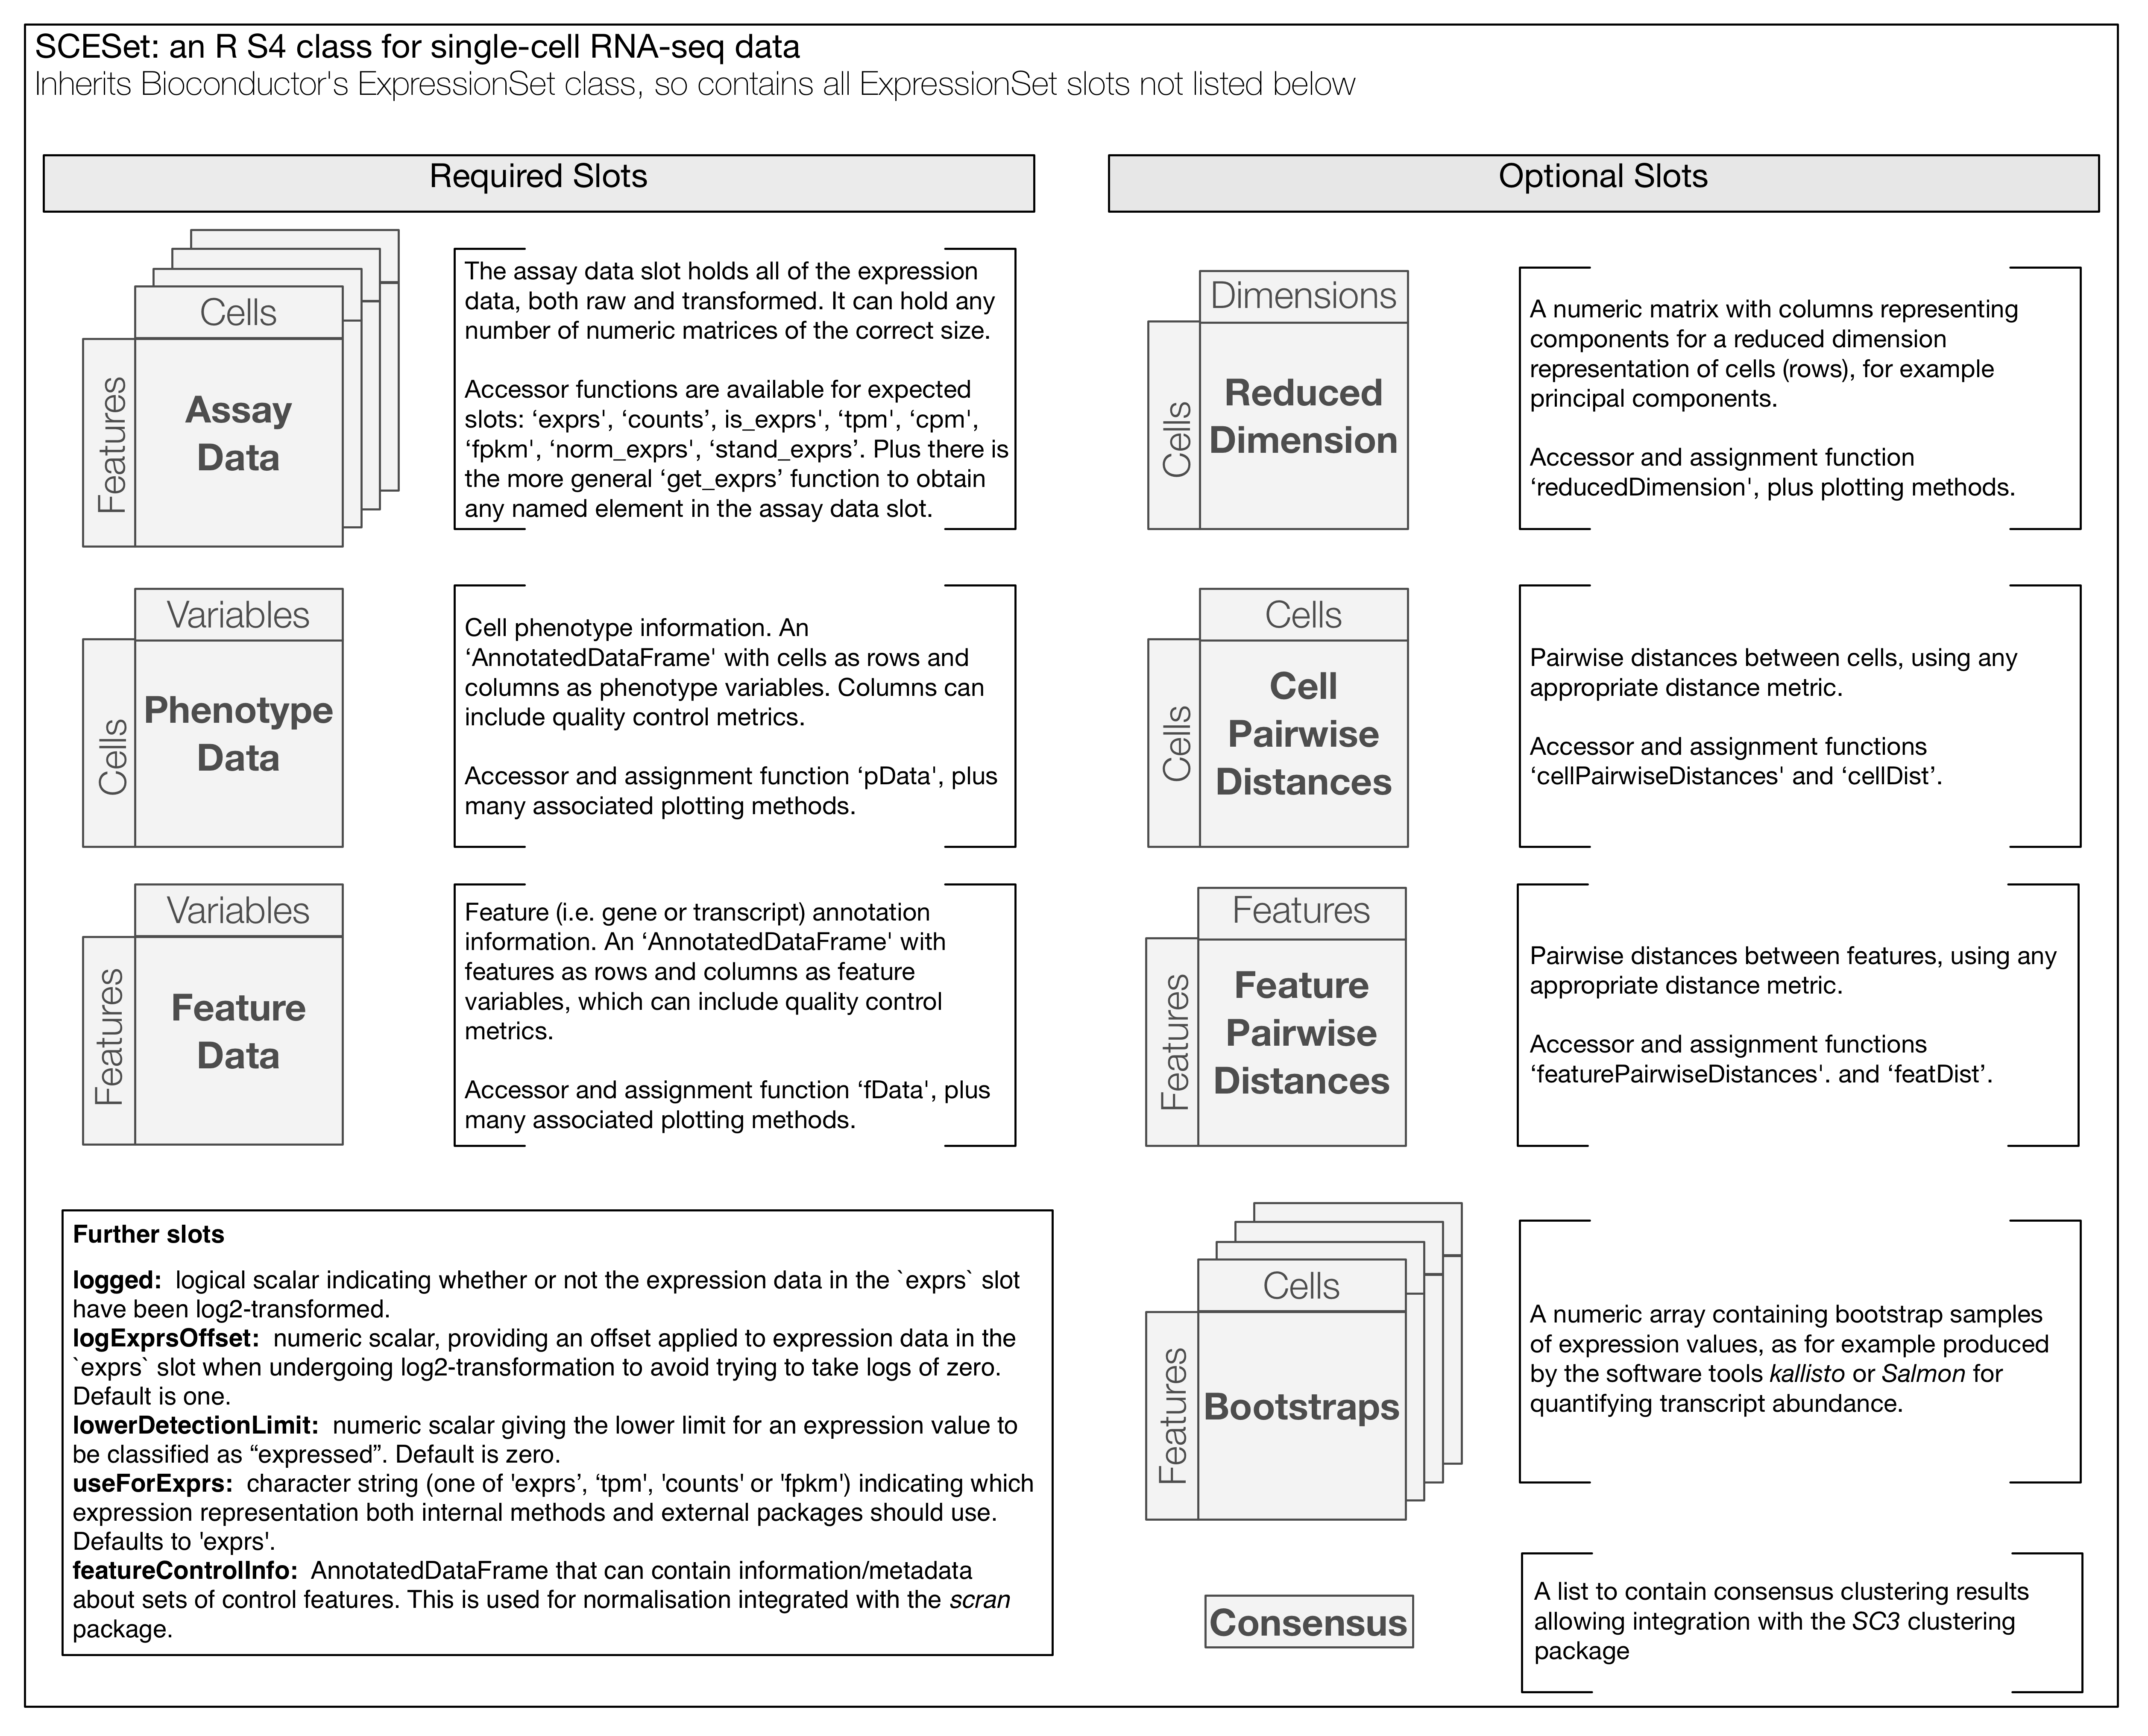 SCESet: an R S4 class for single-cell RNA-seq data
Inherits Bioconductor's ExpressionSet class, so contains all ExpressionSet slots not listed below
Required Slots
Cells
Features
Assay
Data
The assay data slot holds all of the expression
data, both raw and transformed. It can hold any
number of numeric matrices of the correct size.
Accessor functions are available for expected
slots: ‘exprs', ‘counts’, is_exprs', ‘tpm', ‘cpm',
‘fpkm', ‘norm_exprs', ‘stand_exprs’. Plus there is
the more general ‘get_exprs’ function to obtain
any named element in the assay data slot.
Variables
Cells
Phenotype
Data
Cell phenotype information. An
‘AnnotatedDataFrame' with cells as rows and
columns as phenotype variables. Columns can
include quality control metrics.
Accessor and assignment function ‘pData', plus
many associated plotting methods.
Variables
Features
Feature
Data
Feature (i.e. gene or transcript) annotation
information. An ‘AnnotatedDataFrame' with
features as rows and columns as feature
variables, which can include quality control
metrics.
Accessor and assignment function ‘fData', plus
many associated plotting methods.
Further slots
logged: logical scalar indicating whether or not the expression data in the `exprs` slot
have been log2-transformed.
logExprsOffset: numeric scalar, providing an offset applied to expression data in the
`exprs` slot when undergoing log2-transformation to avoid trying to take logs of zero.
Default is one.
lowerDetectionLimit: numeric scalar giving the lower limit for an expression value to
be classified as “expressed”. Default is zero.
useForExprs: character string (one of 'exprs’, ‘tpm', 'counts' or 'fpkm') indicating which
expression representation both internal methods and external packages should use.
Defaults to 'exprs'.
featureControlInfo: AnnotatedDataFrame that can contain information/metadata
about sets of control features. This is used for normalisation integrated with the scran
package.
Optional Slots
Dimensions
Cells
Reduced
Dimension
A numeric matrix with columns representing
components for a reduced dimension
representation of cells (rows), for example
principal components.
Accessor and assignment function
‘reducedDimension', plus plotting methods.
Cells
Cells
Cell
Pairwise
Distances
Pairwise distances between cells, using any
appropriate distance metric.
Accessor and assignment functions
‘cellPairwiseDistances' and ‘cellDist’.
Features
Features
Feature
Pairwise
Distances
Pairwise distances between features, using any
appropriate distance metric.
Accessor and assignment functions
‘featurePairwiseDistances'. and ‘featDist’.
Cells
Features
Bootstraps
A numeric array containing bootstrap samples
of expression values, as for example produced
by the software tools kallisto or Salmon for
quantifying transcript abundance.
Consensus
A list to contain consensus clustering results
allowing integration with the SC3 clustering
package